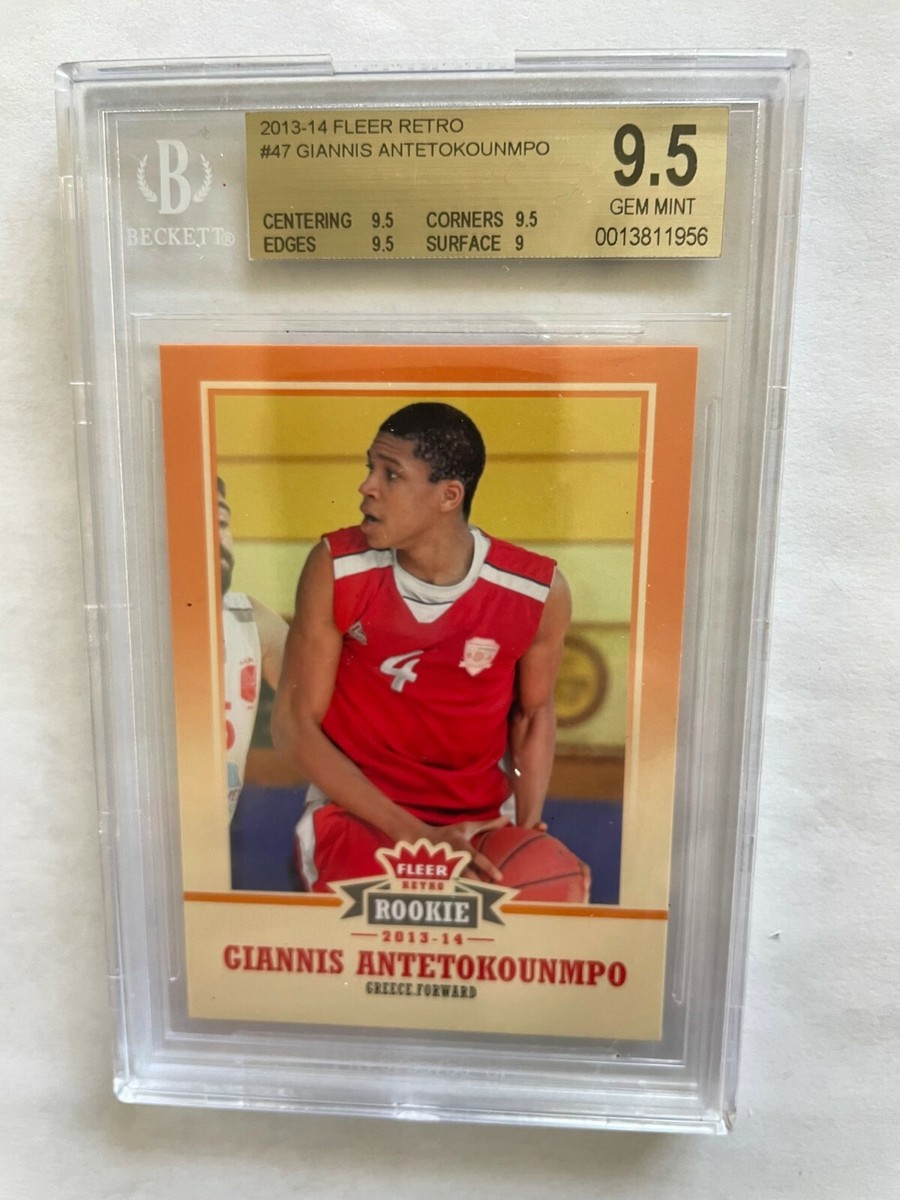 2013-14 FLEER RETRO
#47 GIANNIS ANTETOKOUNMPO
9.5
GEM MINT
0013811956
CENTERING 9.5 CORNERS 9.5
EDGES 9.5 SURFACE 9
B
BECKETT®
4
5
FLEER
RETRO
ROOKIE
2013-14
GIANNIS ANTETOKOUNMPO
GREECE.FORWARD